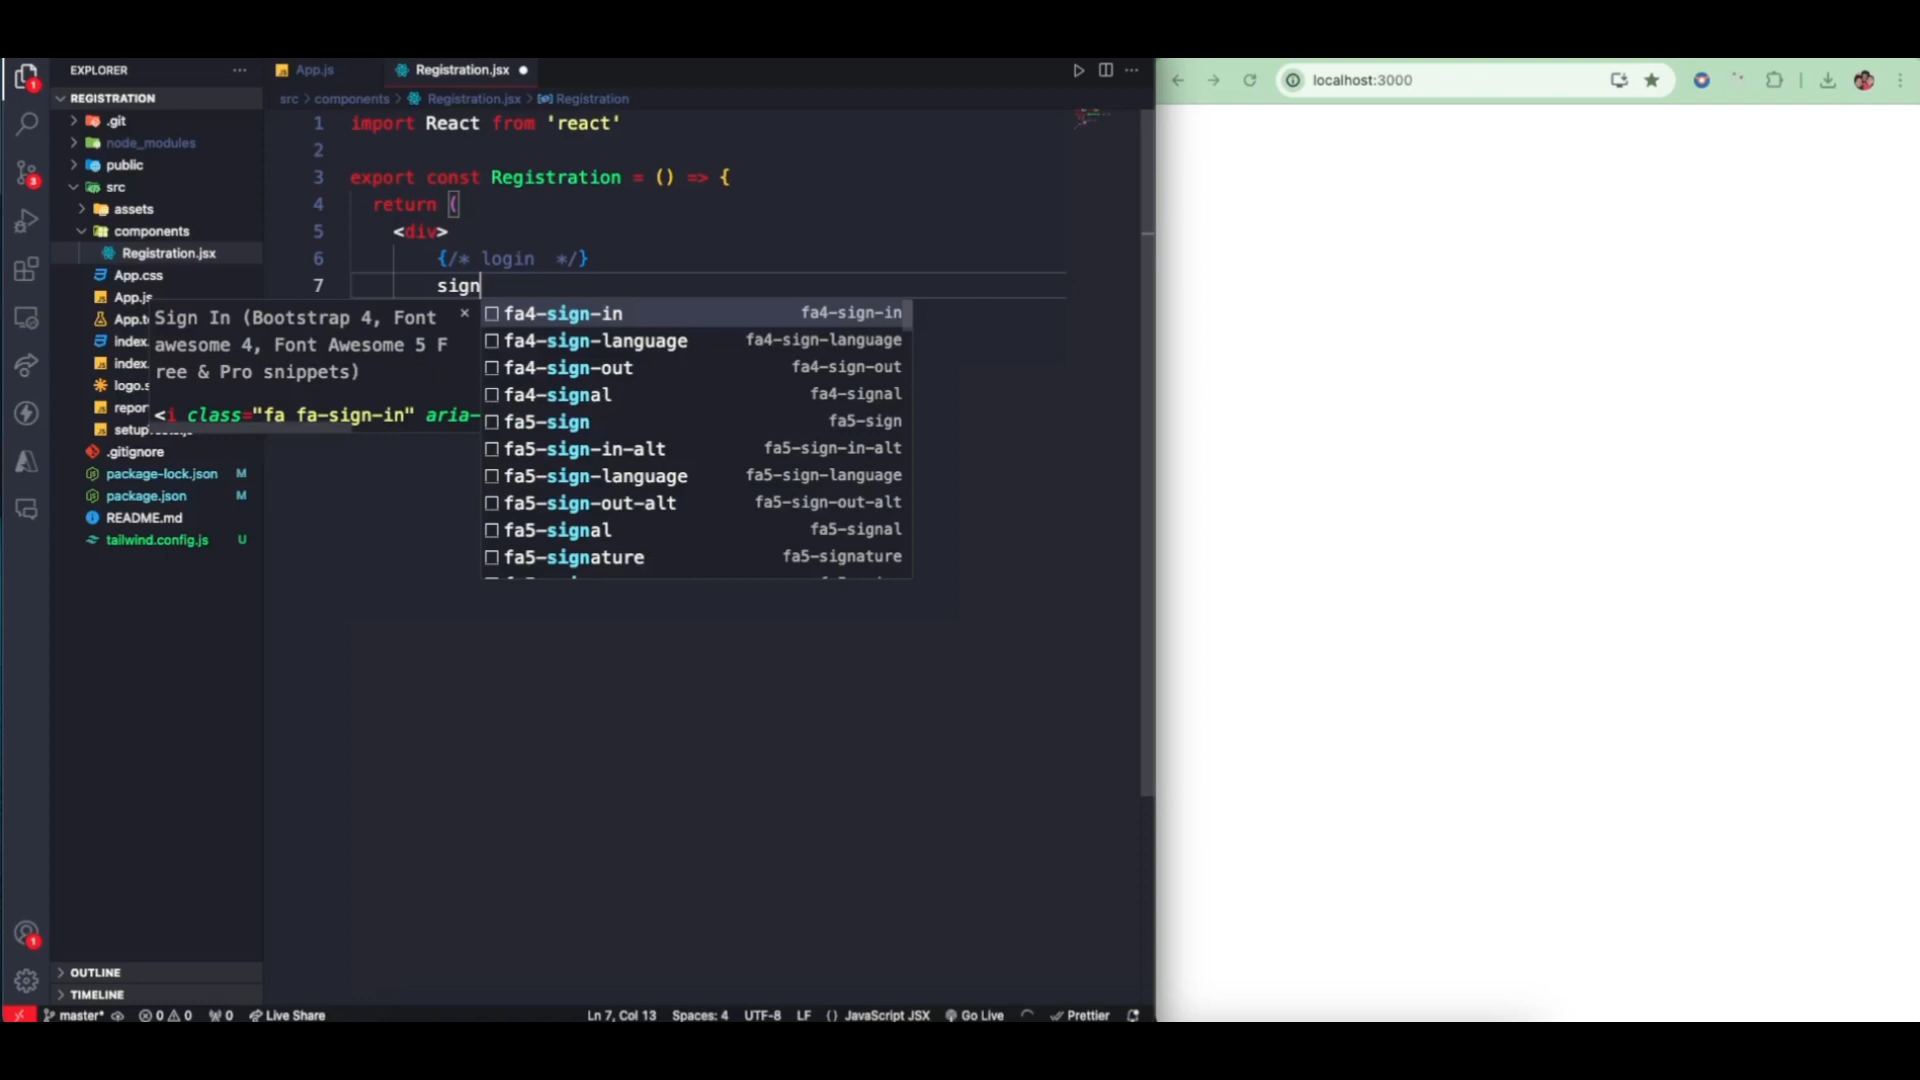 EXPLORER
REGISTRATION
.git
node_modules
public
src
assets
components
Registration.jsx
App.css
App.js
App.t
index.
index.
logo.s
repor
setup
.gitignore
package-lock.json M
package.json M
README.md
tailwind.config.js U
OUTLINE
TIMELINE
App.js
Registration.jsx
src > components > Registration.jsx > Registration
1 import React from 'react'
2
3 export const Registration = () => {
4 return (
5 <div>
6 {/* login */}
7 sign
Sign In (Bootstrap 4, Font
awesome 4, Font Awesome 5 F
ree & Pro snippets)
<i class="fa fa-sign-in" aria-
fa4-sign-in fa4-sign-in
fa4-sign-language fa4-sign-language
fa4-sign-out fa4-sign-out
fa4-signal fa4-signal
fa5-sign fa5-sign
fa5-sign-in-alt fa5-sign-in-alt
fa5-sign-language fa5-sign-language
fa5-sign-out-alt fa5-sign-out-alt
fa5-signal fa5-signal
fa5-signature fa5-signature
master* 0 0 0 Live Share
Ln 7, Col 13 Spaces: 4 UTF-8 LF {} JavaScript JSX Go Live Prettier
localhost:3000
1
3
1